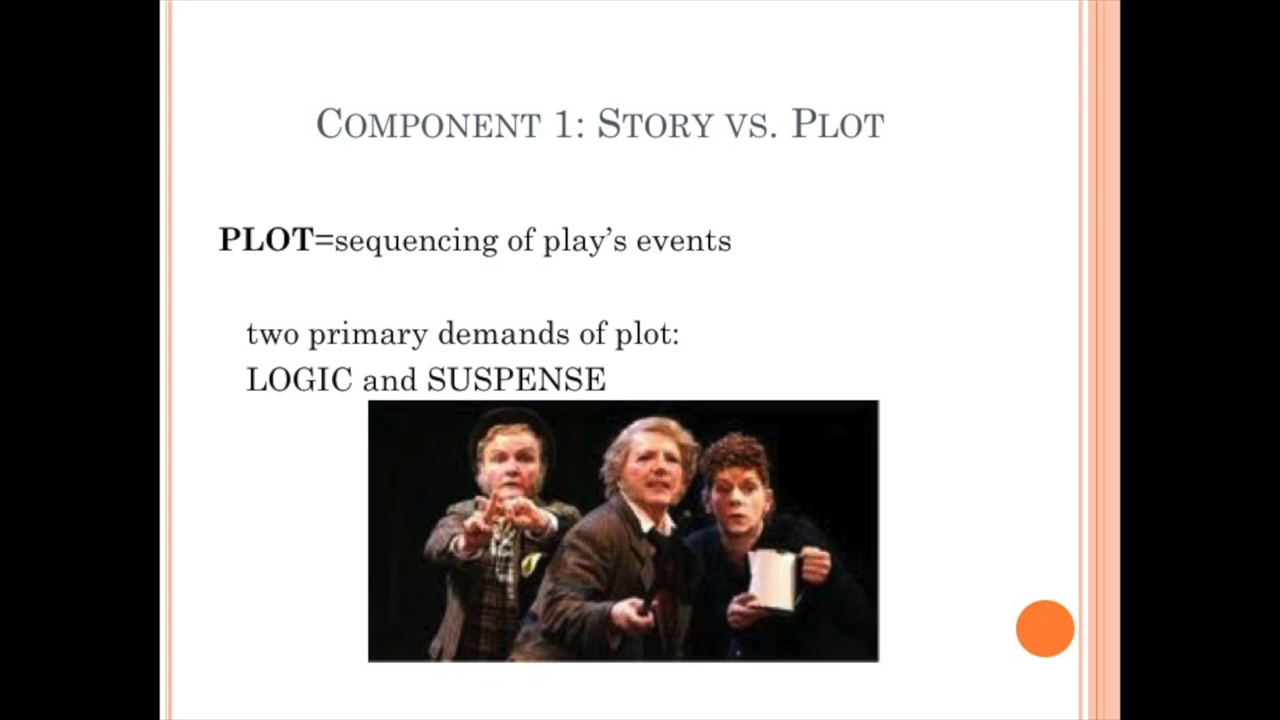 COMPONENT 1: STORY VS. PLOT
PLOT=sequencing of play’s events
two primary demands of plot:
LOGIC and SUSPENSE